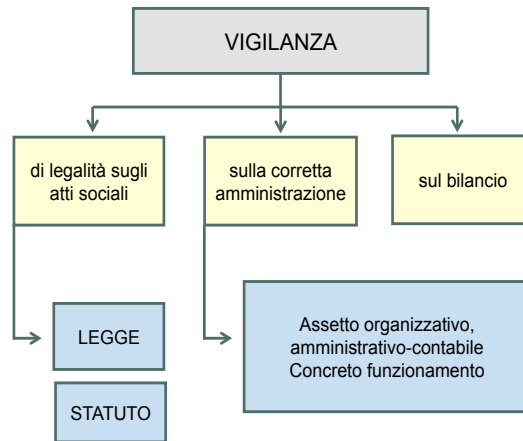 VIGILANZA
di legalità sugli
atti sociali
sulla corretta
amministrazione
sul bilancio
LEGGE
STATUTO
Assetto organizzativo,
amministrativo-contabile
Concreto funzionamento